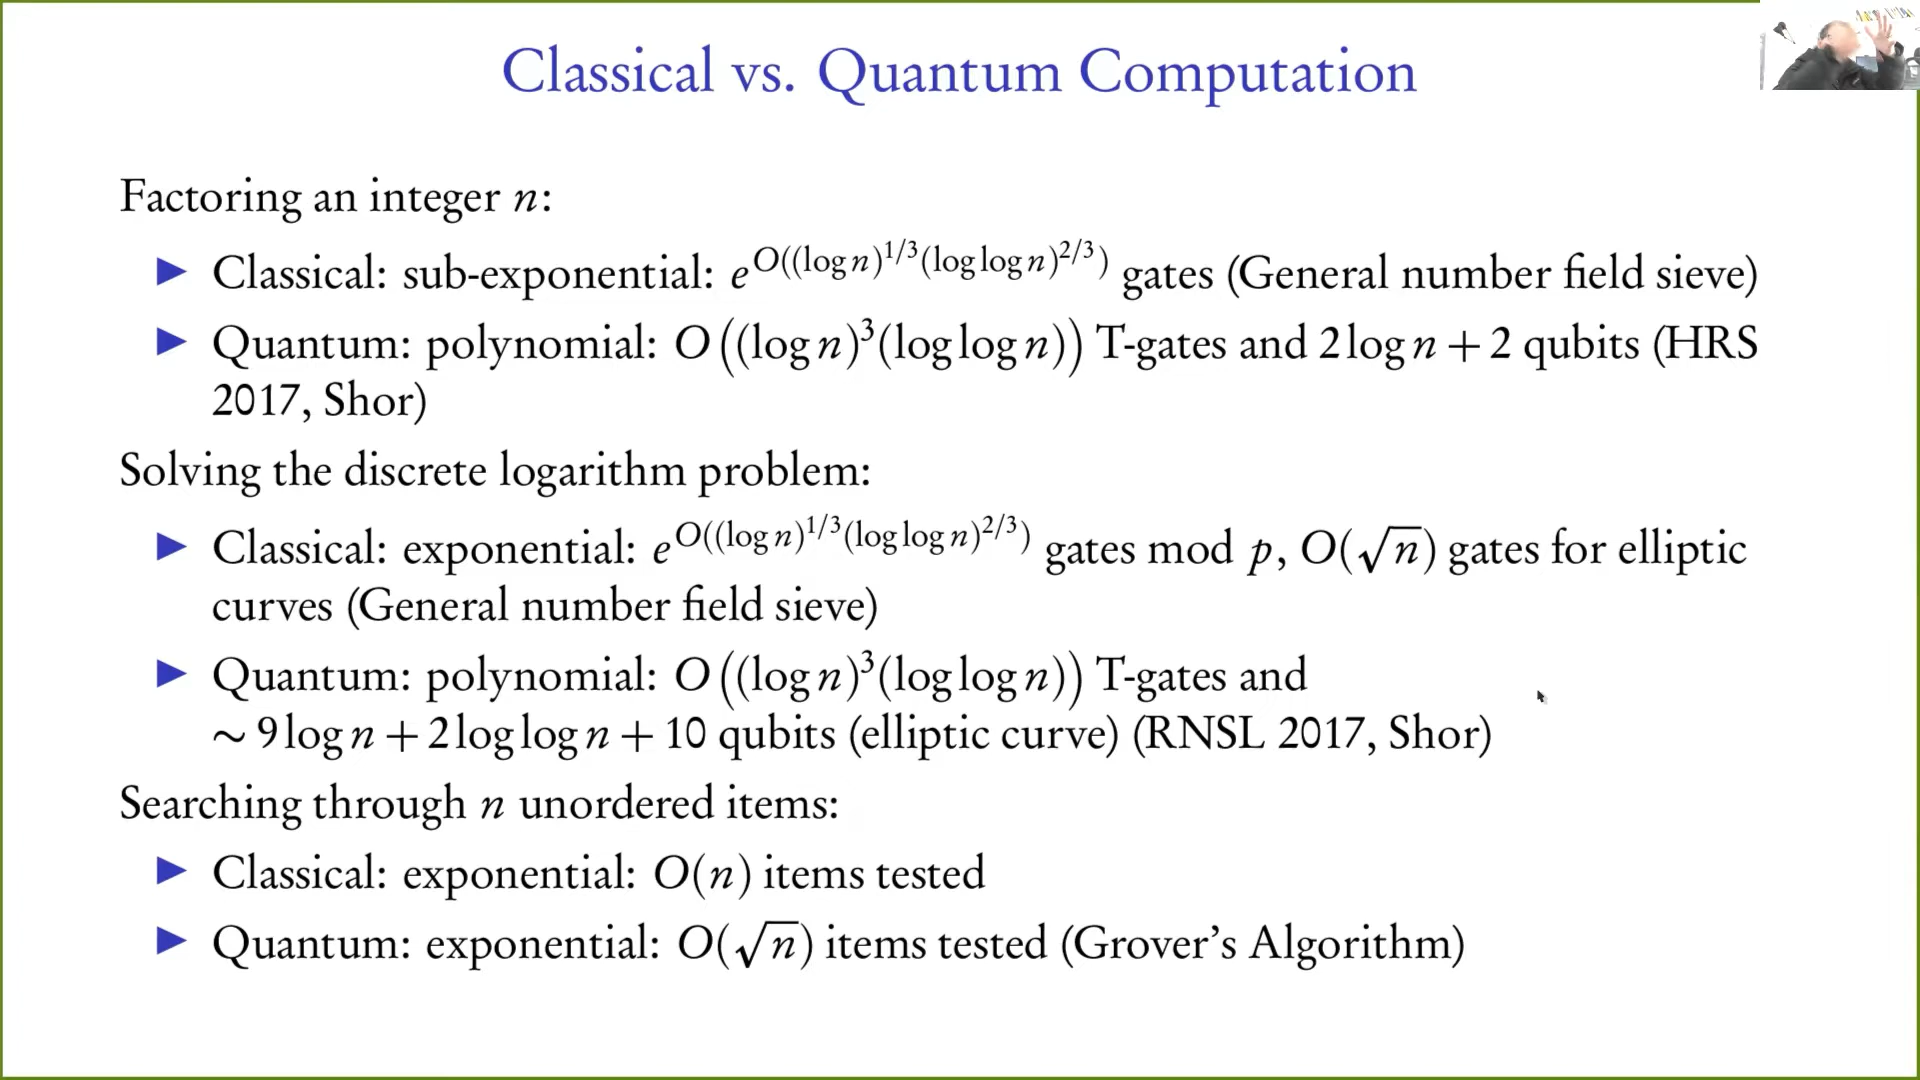 Classical vs. Quantum Computation
Factoring an integer n:
▶ Classical: sub-exponential: e^{O((log n)^{1/3}(log log n)^{2/3})} gates (General number field sieve)
▶ Quantum: polynomial: O((log n)^3(log log n)) T-gates and 2 log n + 2 qubits (HRS
2017, Shor)
Solving the discrete logarithm problem:
▶ Classical: exponential: e^{O((log n)^{1/3}(log log n)^{2/3})} gates mod p, O(√n) gates for elliptic
curves (General number field sieve)
▶ Quantum: polynomial: O((log n)^3(log log n)) T-gates and
∼ 9 log n + 2 log log n + 10 qubits (elliptic curve) (RNSL 2017, Shor)
Searching through n unordered items:
▶ Classical: exponential: O(n) items tested
▶ Quantum: exponential: O(√n) items tested (Grover’s Algorithm)